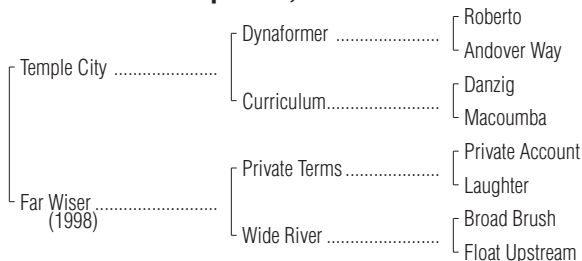 Roberto
Dynaformer ....................
Andover Way
Temple City ....................
Danzig
Curriculum......................
Macoumba
Private Account
Private Terms..................
Laughter
Far Wiser........................
(1998)
Broad Brush
Wide River .....................
Float Upstream